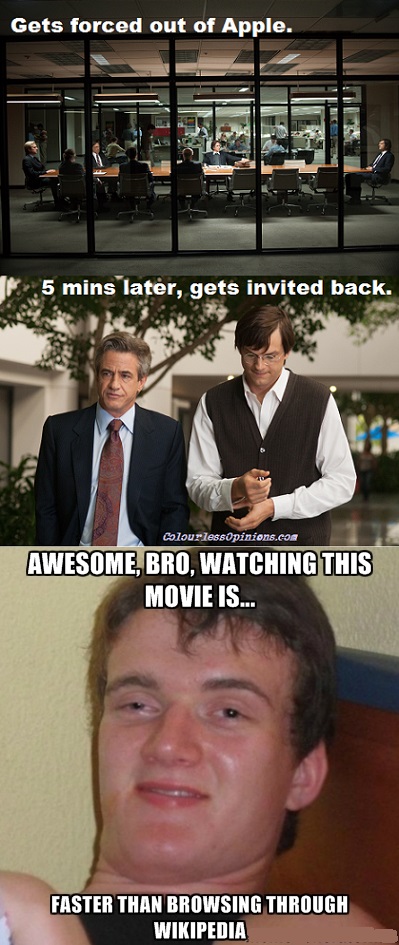 Gets forced out of Apple.
5 mins later, gets invited back.
ColourlessOpinions.com
AWESOME, BRO, WATCHING THIS
MOVIE IS...
FASTER THAN BROWSING THROUGH
WIKIPEDIA